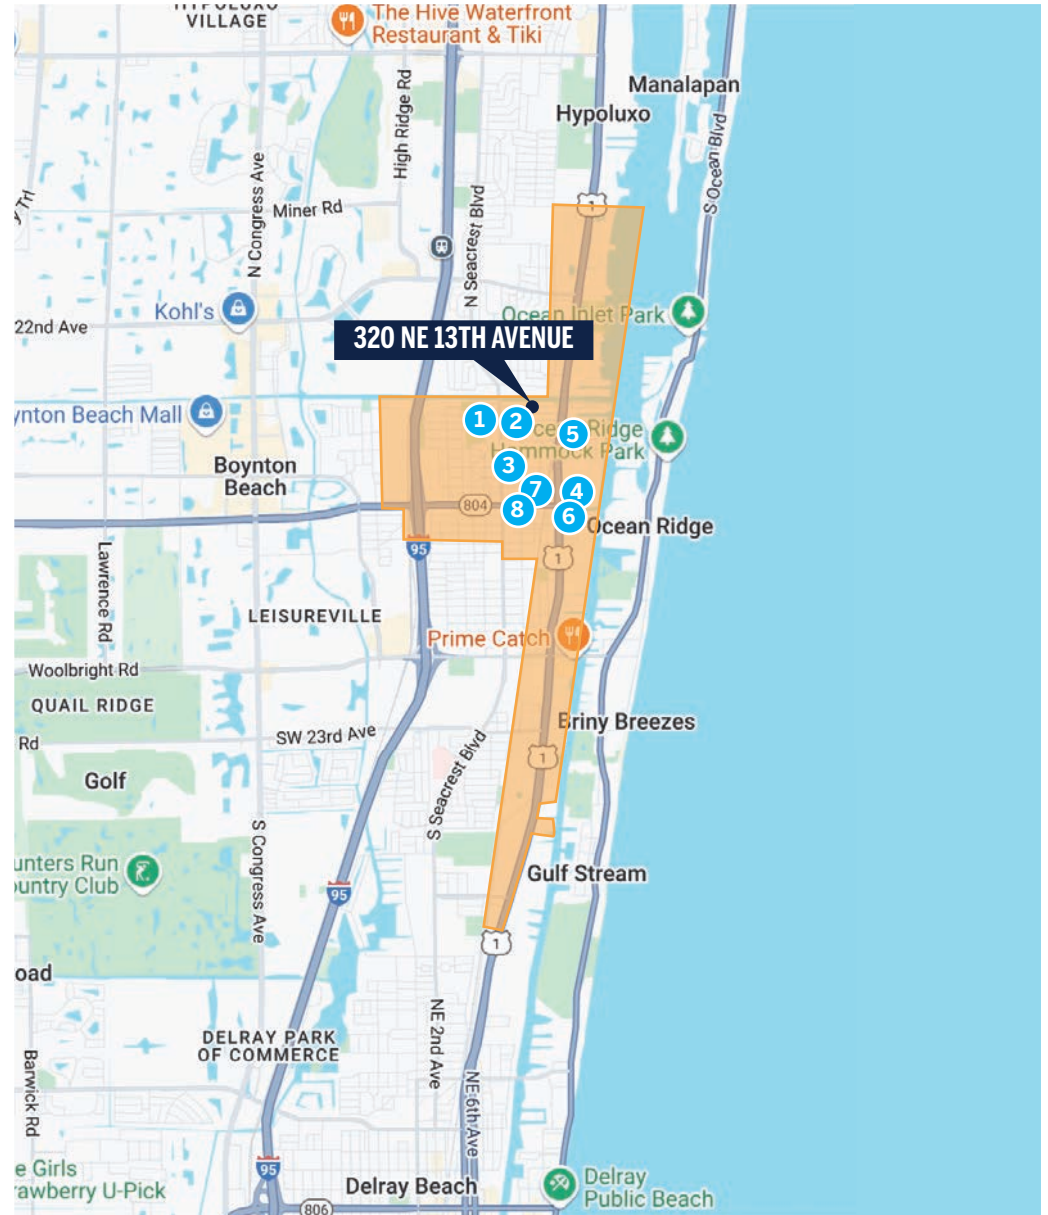 VILLAGE
The Hive Waterfront
Restaurant & Tiki
Manalapan
Hypoluxo
High Ridge Rd
S Ocean Blvd
N Congress Ave
Miner Rd
N Seacrest Blvd
1
Kohl's
Ocean Inlet Park
22nd Ave
320 NE 13TH AVENUE
ynton Beach Mall
1
2
5
Ridge
Hammock Park
3
Boynton
Beach
7
4
804
8
6
Ocean Ridge
95
1
Lawrence Rd
LEISUREVILLE
Prime Catch
Woolbright Rd
QUAIL RIDGE
Briny Breezes
Rd
SW 23rd Ave
S Seacrest Blvd
1
Golf
S Congress Ave
unters Run
ountry Club
Gulf Stream
95
1
oad
NE 2nd Ave
DELRAY PARK
OF COMMERCE
Barwick Rd
NE 6th Ave
e Girls
rawberry U-Pick
95
Delray Beach
Delray
Public Beach
806